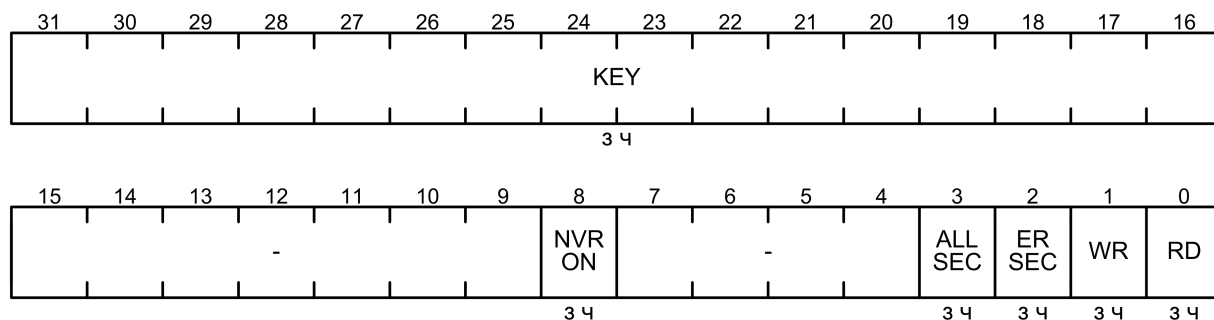 31 30 29 28 27 26 25 24 23 22 21 20 19 18 17 16
KEY
з ч
15 14 13 12 11 10 9 8 7 6 5 4 3 2 1 0
- NVR ON - ALL SEC ER SEC WR RD
з ч з ч з ч з ч з ч